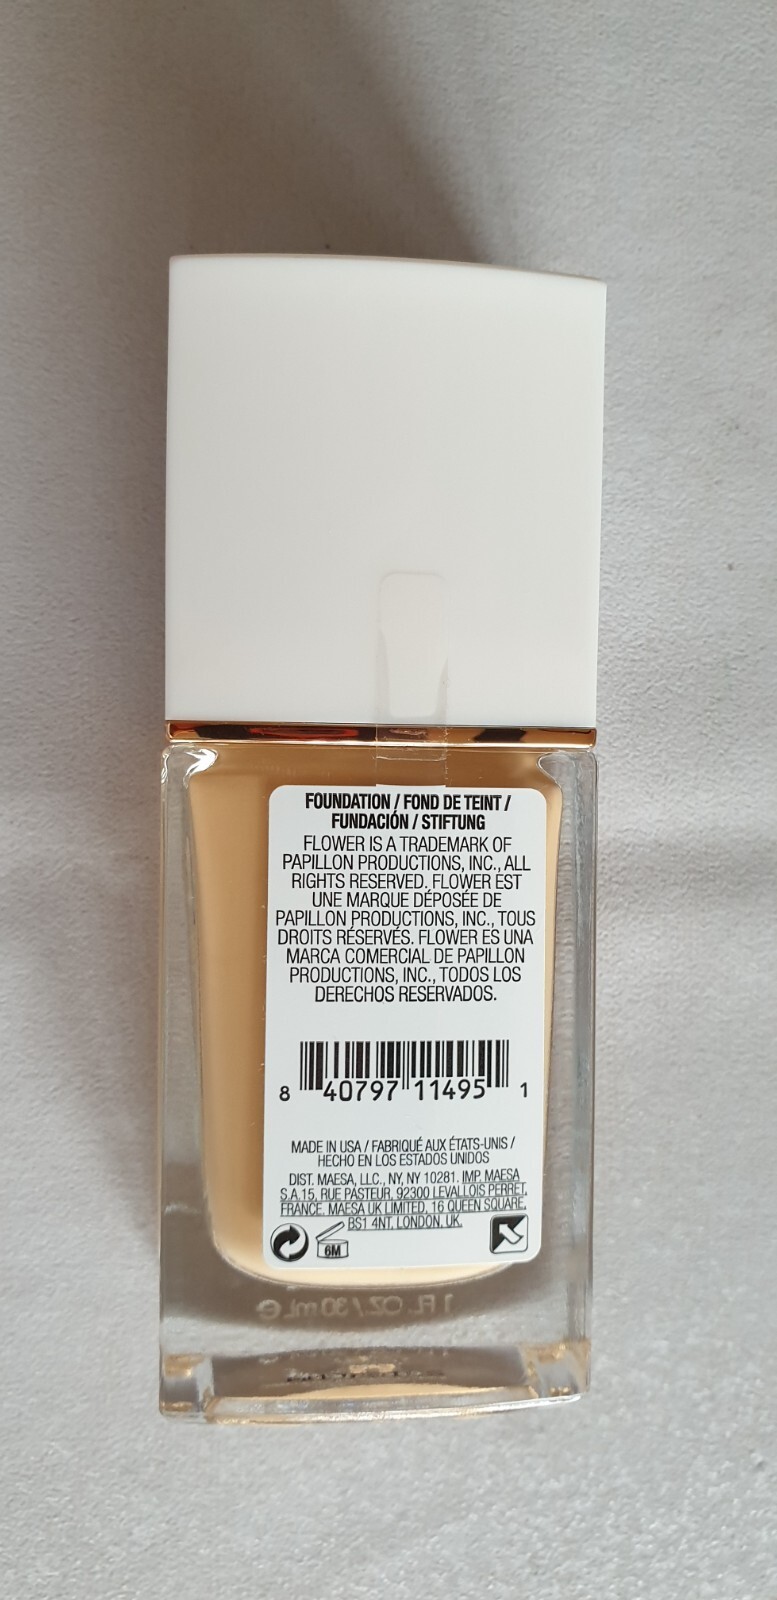 FOUNDATION / FOND DE TEINT /
FUNDACIÓN / STIFTUNG
FLOWER IS A TRADEMARK OF
PAPILLON PRODUCTIONS, INC., ALL
RIGHTS RESERVED. FLOWER EST
UNE MARQUE DÉPOSÉE DE
PAPILLON PRODUCTIONS, INC., TOUS
DROITS RÉSERVÉS. FLOWER ES UNA
MARCA COMERCIAL DE PAPILLON
PRODUCTIONS, INC., TODOS LOS
DERECHOS RESERVADOS.
8 40797 11495 1
MADE IN USA / FABRIQUÉ AUX ÉTATS-UNIS /
HECHO EN LOS ESTADOS UNIDOS
DIST. MAESA, LLC., NY, NY 10281. IMP. MAESA
S.A.15, RUE PASTEUR, 92300 LEVALLOIS PERRET,
FRANCE. MAESA UK LIMITED, 16 QUEEN SQUARE,
BS1 4NT, LONDON, UK.
6M
1 FL. OZ./30 mL ℮